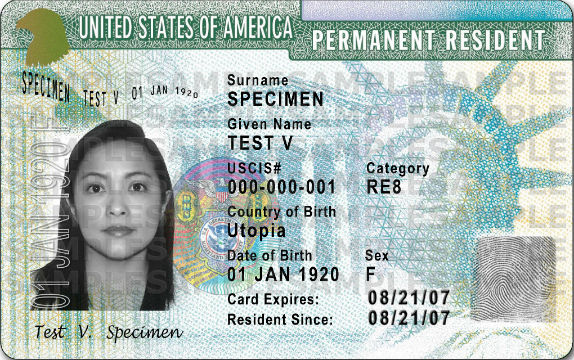 UNITED STATES OF AMERICA
PERMANENT RESIDENT
SPECIMEN TEST V 01 JAN 1920
Surname
SPECIMEN
Given Name
TEST V
USCIS# Category
000-000-001 RE8
Country of Birth
Utopia
Date of Birth Sex
01 JAN 1920 F
Card Expires: 08/21/07
Resident Since: 08/21/07
01 JAN 1920 F
Test V. Specimen